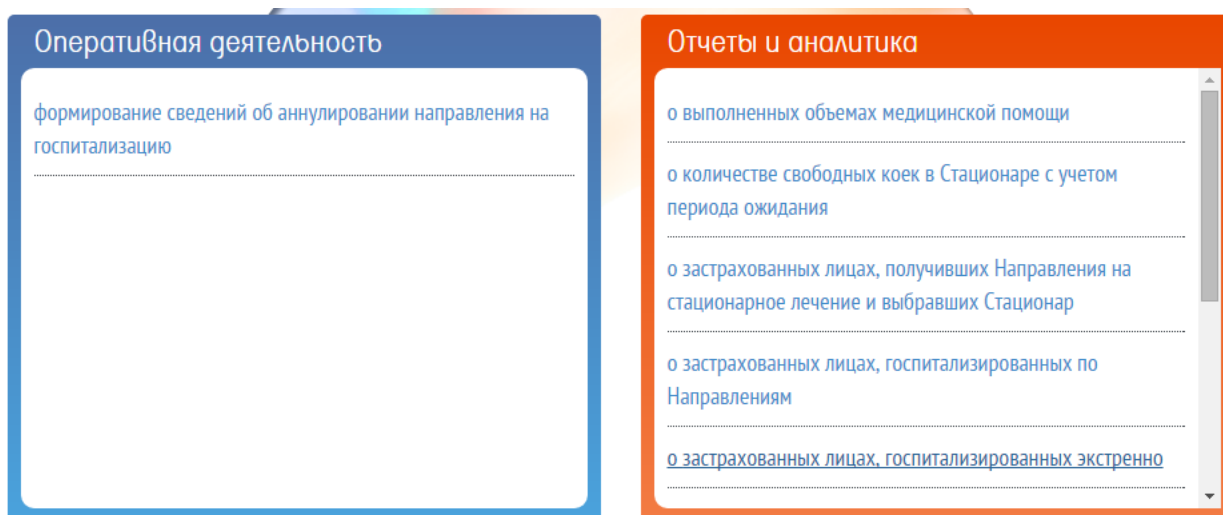 Оперативная деятельность
формирование сведений об аннулировании направления на
госпитализацию
Отчеты и аналитика
о выполненных объемах медицинской помощи
о количестве свободных коек в Стационаре с учетом
периода ожидания
о застрахованных лицах, получивших Направления на
стационарное лечение и выбравших Стационар
о застрахованных лицах, госпитализированных по
Направлениям
о застрахованных лицах, госпитализированных экстренно